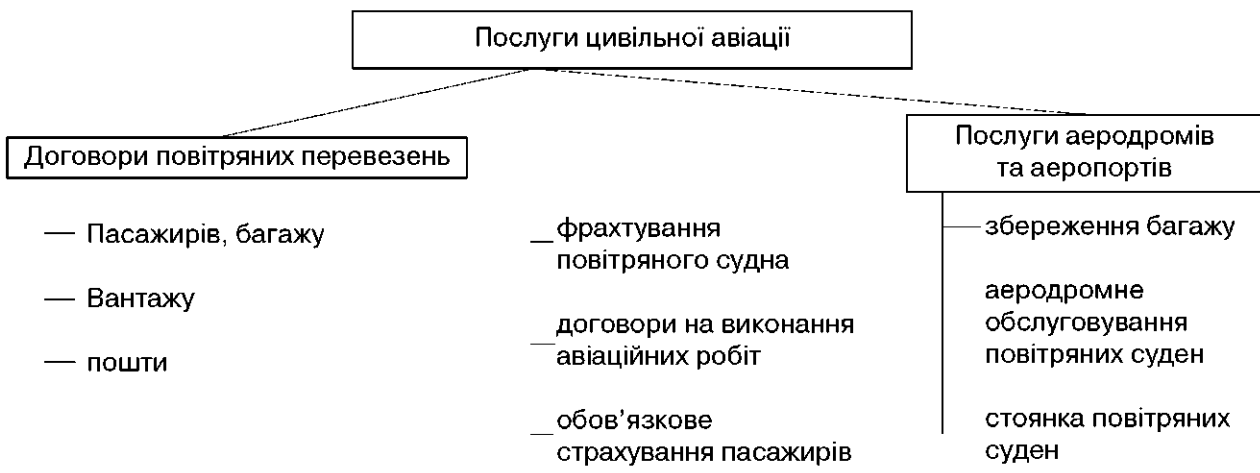 Послуги цивільної авіації
Договори повітряних перевезень
Пасажирів, багажу
Вантажу
пошти
фрахтування
повітряного судна
договори на виконання
авіаційних робіт
обов’язкове
страхування пасажирів
Послуги аеродромів
та аеропортів
збереження багажу
аеродромне
обслуговування
повітряних суден
стоянка повітряних
суден